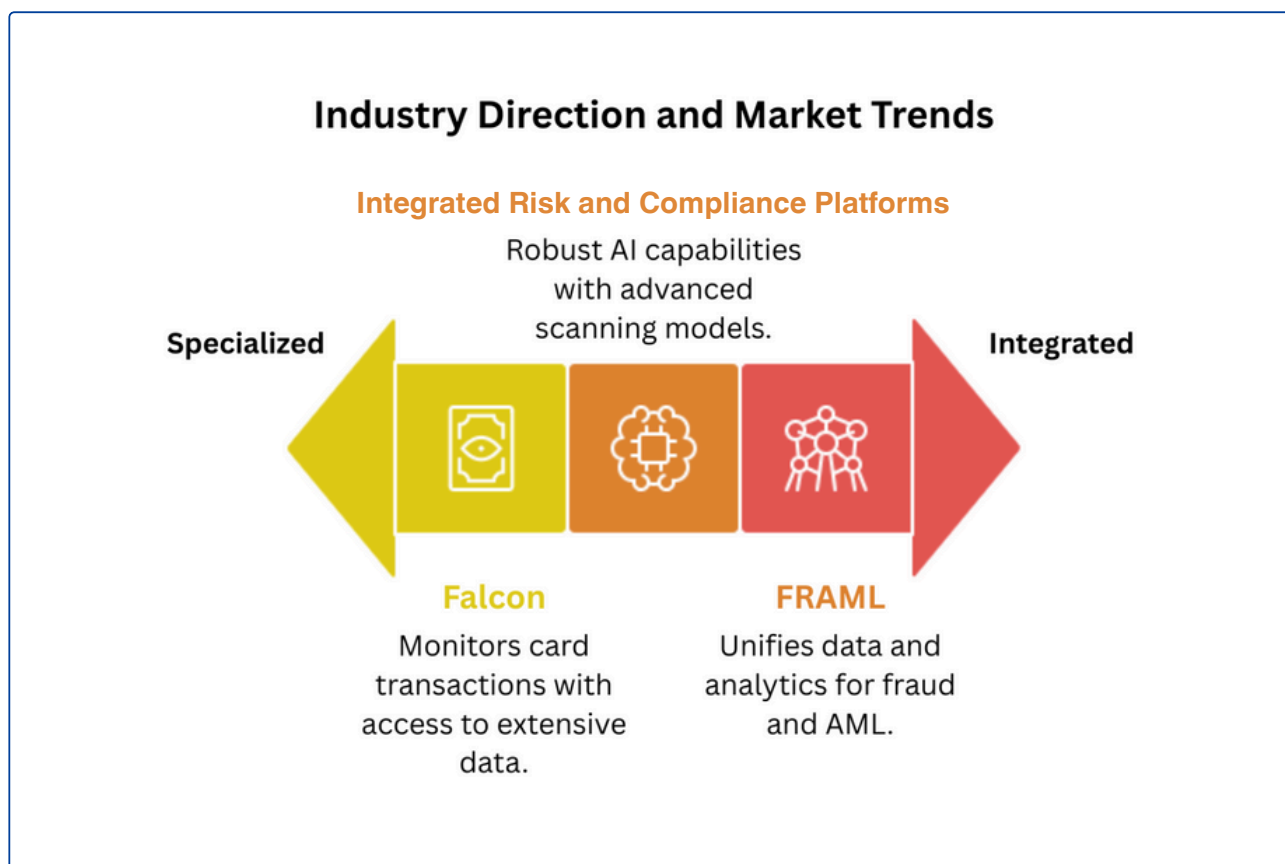 Industry Direction and Market Trends
Integrated Risk and Compliance Platforms
Robust AI capabilities
with advanced
scanning models.
Specialized
Integrated
Falcon
Monitors card
transactions with
access to extensive
data.
FRAML
Unifies data and
analytics for fraud
and AML.